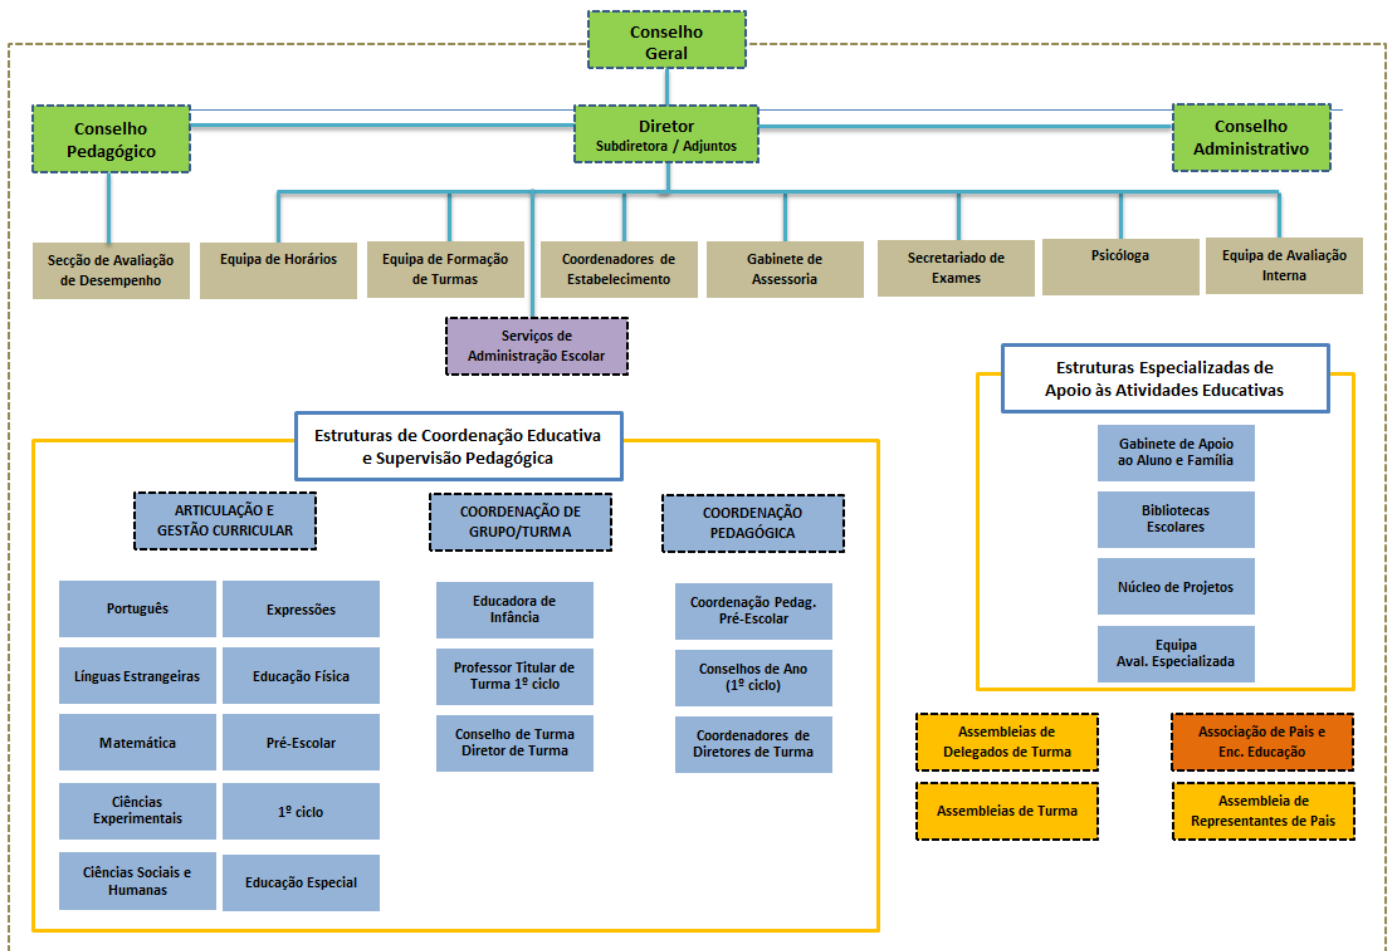 Conselho
Geral
Conselho
Pedagógico
Diretor
Subdiretora / Adjuntos
Conselho
Administrativo
Secção de Avaliação
de Desempenho
Equipa de Horários
Equipa de Formação
de Turmas
Coordenadores de
Estabelecimento
Gabinete de
Assessoria
Secretariado de
Exames
Psicóloga
Equipa de Avaliação
Interna
Serviços de
Administração Escolar
Estruturas Especializadas de
Apoio às Atividades Educativas
Gabinete de Apoio
ao Aluno e Família
Bibliotecas
Escolares
Núcleo de Projetos
Equipa
Aval. Especializada
Estruturas de Coordenação Educativa
e Supervisão Pedagógica
ARTICULAÇÃO E
GESTÃO CURRICULAR
COORDENAÇÃO DE
GRUPO/TURMA
COORDENAÇÃO
PEDAGÓGICA
Português
Expressões
Línguas Estrangeiras
Educação Física
Matemática
Pré-Escolar
Ciências
Experimentais
1º ciclo
Ciências Sociais e
Humanas
Educação Especial
Educadora de
Infância
Professor Titular de
Turma 1º ciclo
Conselho de Turma
Diretor de Turma
Coordenação Pedag.
Pré-Escolar
Conselhos de Ano
(1º ciclo)
Coordenadores de
Diretores de Turma
Assembleias de
Delegados de Turma
Associação de Pais e
Enc. Educação
Assembleias de Turma
Assembleia de
Representantes de Pais